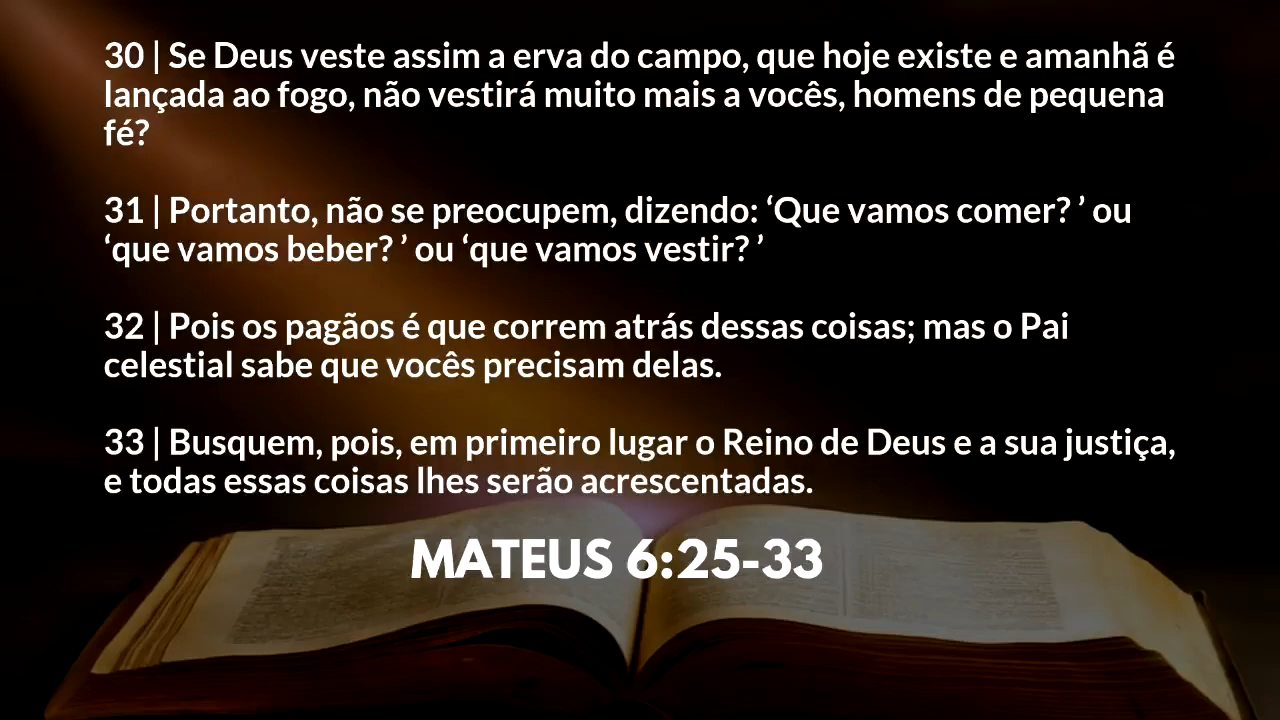 30 | Se Deus veste assim a erva do campo, que hoje existe e amanhã é
lançada ao fogo, não vestirá muito mais a vocês, homens de pequena
fé?
31 | Portanto, não se preocupem, dizendo: ‘Que vamos comer? ’ ou
‘que vamos beber? ’ ou ‘que vamos vestir? ’
32 | Pois os pagãos é que correm atrás dessas coisas; mas o Pai
celestial sabe que vocês precisam delas.
33 | Busquem, pois, em primeiro lugar o Reino de Deus e a sua justiça,
e todas essas coisas lhes serão acrescentadas.
MATEUS 6:25-33